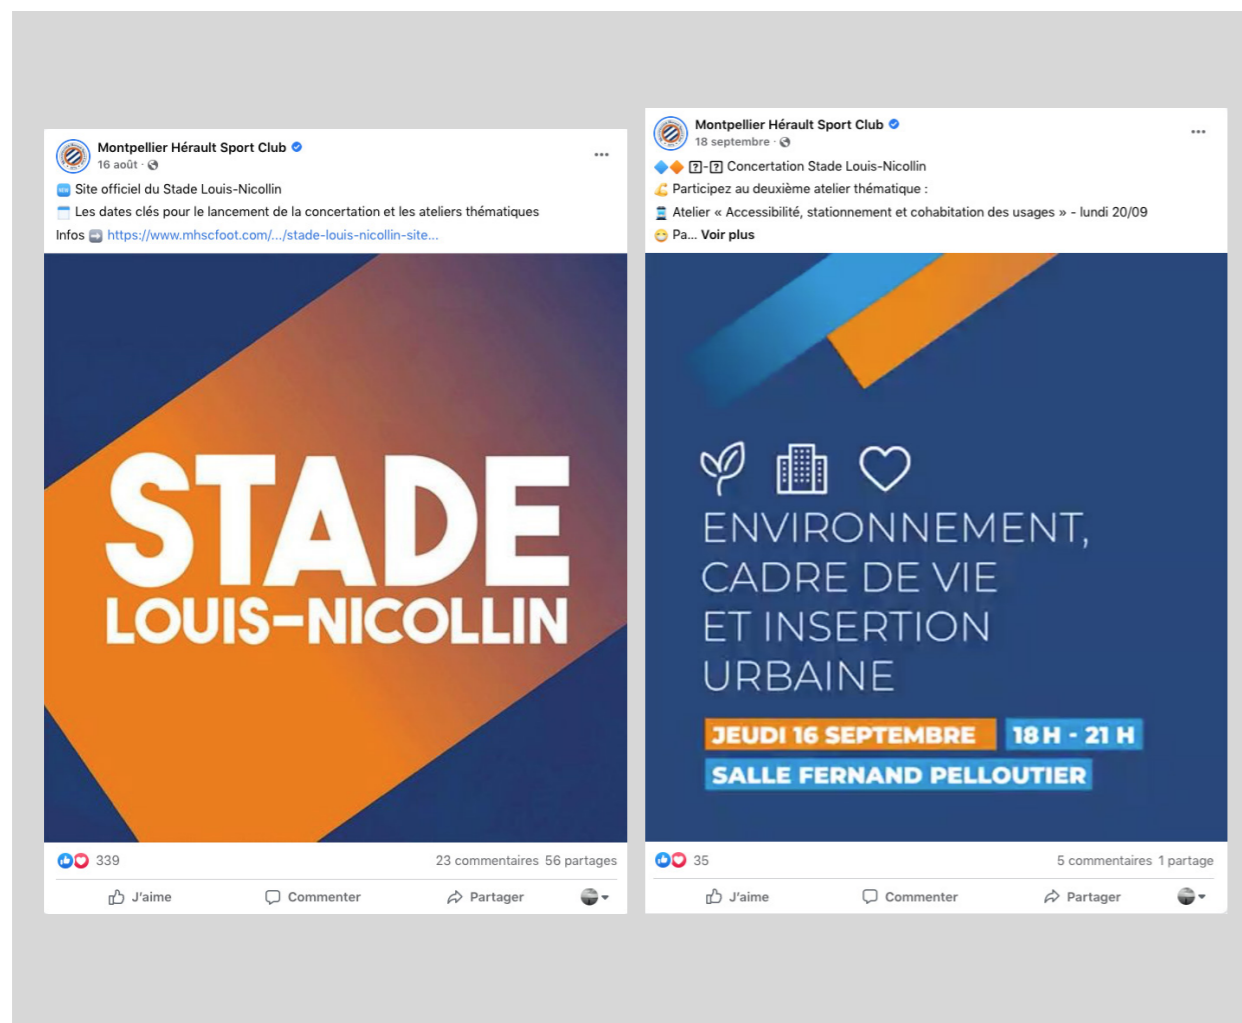 Montpellier Hérault Sport Club
16 août ·
Site officiel du Stade Louis-Nicollin
Les dates clés pour le lancement de la concertation et les ateliers thématiques
Infos https://www.mhscfoot.com/.../stade-louis-nicollin-site...
STADE
LOUIS-NICOLLIN
339
23 commentaires 56 partages
J'aime
Commenter
Partager
Montpellier Hérault Sport Club
18 septembre ·
- Concertation Stade Louis-Nicollin
Participez au deuxième atelier thématique :
Atelier « Accessibilité, stationnement et cohabitation des usages » - lundi 20/09
Pa... Voir plus
ENVIRONNEMENT,
CADRE DE VIE
ET INSERTION
URBAINE
JEUDI 16 SEPTEMBRE 18 H - 21 H
SALLE FERNAND PELLOUTIER
35
5 commentaires 1 partage
J'aime
Commenter
Partager